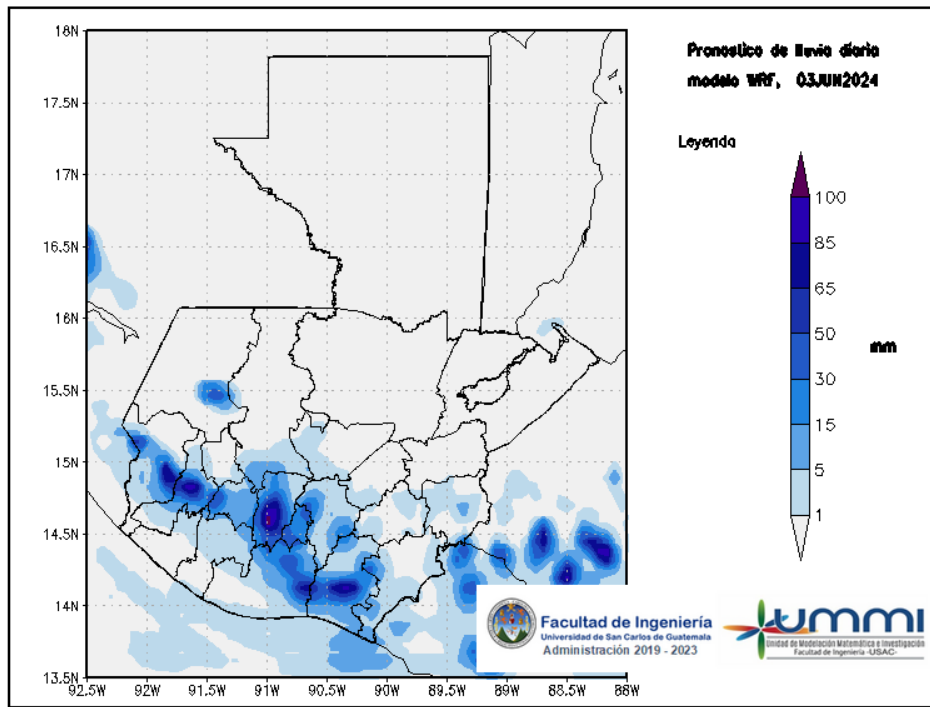 Pronostico de lluvia diaria
modelo WRF, 03JUN2024
Leyenda
100
85
65
50
30
15
5
1
mm
18N
17.5N
17N
16.5N
16N
15.5N
15N
14.5N
14N
13.5N
92.5W 92W 91.5W 91W 90.5W 90W 89.5W 89W 88.5W 88W
Facultad de Ingeniería
Universidad de San Carlos de Guatemala
Administración 2019 - 2023
UMMI
Unidad de Modelación Matemática e Investigación
Facultad de Ingeniería -USAC-